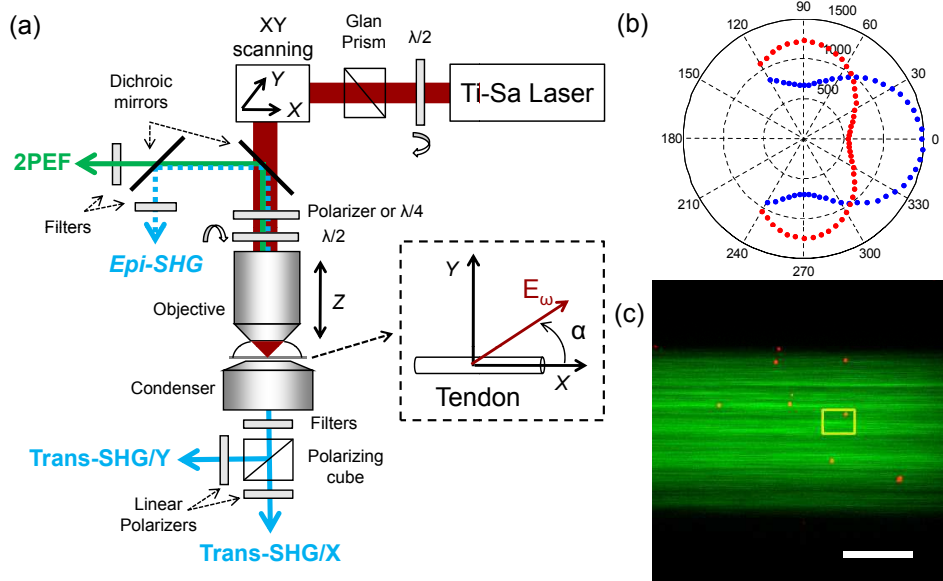 (a)
XY
scanning
Y
X
Glan
Prism
λ/2
Ti-Sa Laser
Dichroic
mirrors
2PEF
Filters
Epi-SHG
Polarizer or λ/4
λ/2
Objective
Z
Condenser
Filters
Trans-SHG/Y
Polarizing
cube
Linear
Polarizers
Trans-SHG/X
Y
Eω
α
X
Tendon
(b)
90
1500
120
60
1000
150
30
500
180
0
210
330
240
300
270
(c)